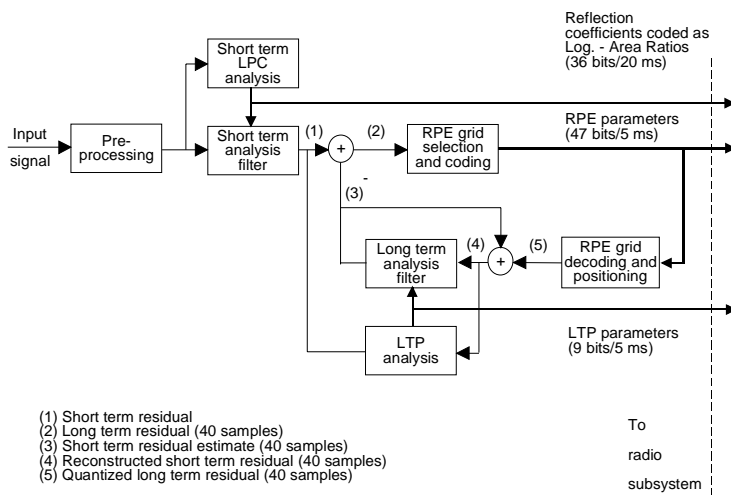 Reflection
coefficients coded as
Log. - Area Ratios
(36 bits/20 ms)
Short term
LPC
analysis
Input
signal
Pre-
processing
Short term
analysis
filter
(1)
+
(2)
RPE grid
selection
and coding
RPE parameters
(47 bits/5 ms)
-
(3)
Long term
analysis
filter
(4)
+
(5)
RPE grid
decoding and
positioning
LTP
analysis
LTP parameters
(9 bits/5 ms)
(1) Short term residual
(2) Long term residual (40 samples)
(3) Short term residual estimate (40 samples)
(4) Reconstructed short term residual (40 samples)
(5) Quantized long term residual (40 samples)
To
radio
subsystem